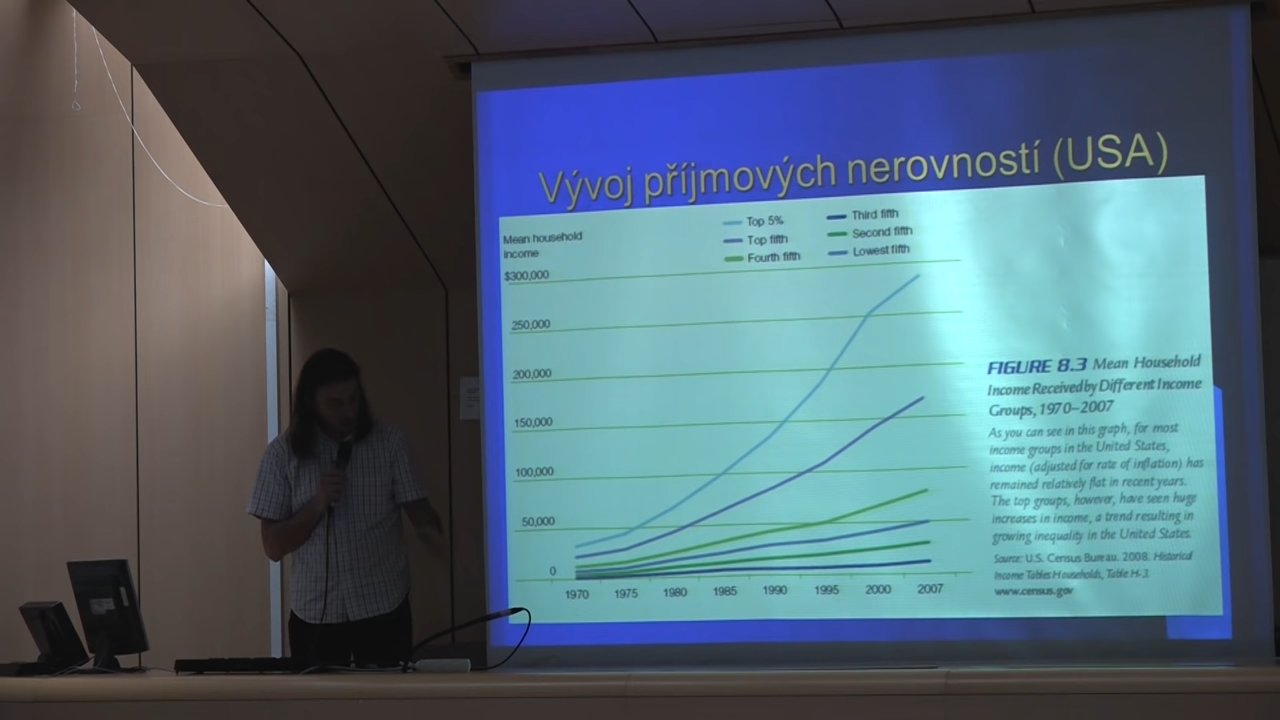 Vývoj příjmových nerovností (USA)
Mean household
income
Top 5%
Top fifth
Fourth fifth
Third fifth
Second fifth
Lowest fifth
$300,000
250,000
200,000
150,000
100,000
50,000
0
1970 1975 1980 1985 1990 1995 2000 2007
FIGURE 8.3 Mean Household
Income Received by Different Income
Groups, 1970–2007
As you can see in this graph, for most
income groups in the United States,
income (adjusted for rate of inflation) has
remained relatively flat in recent years.
The top groups, however, have seen huge
increases in income, a trend resulting in
growing inequality in the United States.
Source: U.S. Census Bureau. 2008. Historical
Income Tables Households, Table H-3.
www.census.gov